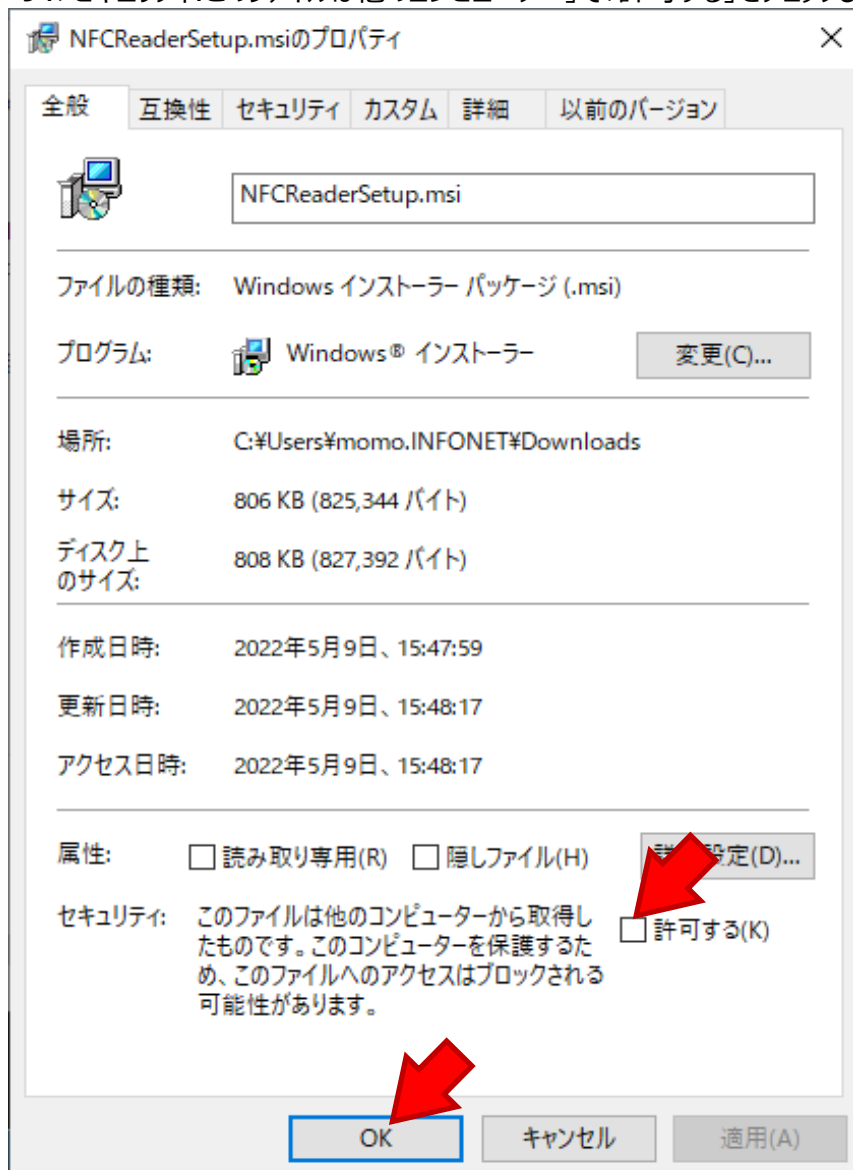 NFCReaderSetup.msiのプロパティ
全般 互換性 セキュリティ カスタム 詳細 以前のバージョン
NFCReaderSetup.msi
ファイルの種類: Windows インストーラー パッケージ (.msi)
プログラム: Windows® インストーラー 変更(C)...
場所: C:¥Users¥momo.INFONET¥Downloads
サイズ: 806 KB (825,344 バイト)
ディスク上
のサイズ: 808 KB (827,392 バイト)
作成日時: 2022年5月9日、15:47:59
更新日時: 2022年5月9日、15:48:17
アクセス日時: 2022年5月9日、15:48:17
属性: 読み取り専用(R) 隠しファイル(H) 設定(D)...
セキュリティ: このファイルは他のコンピューターから取得し
たものです。このコンピューターを保護するた
め、このファイルへのアクセスはブロックされる
可能性があります。
許可する(K)
OK キャンセル 適用(A)